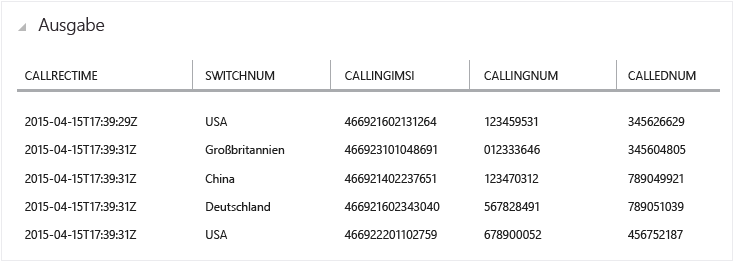 Ausgabe
CALLRECTIME SWITCHNUM CALLINGIMSI CALLINGNUM CALLEDNUM
2015-04-15T17:39:29Z USA 466921602131264 123459531 345626629
2015-04-15T17:39:31Z Großbritannien 466923101048691 012333646 345604805
2015-04-15T17:39:31Z China 466921402237651 123470312 789049921
2015-04-15T17:39:31Z Deutschland 466921602343040 567828491 789051039
2015-04-15T17:39:31Z USA 466922201102759 678900052 456752187